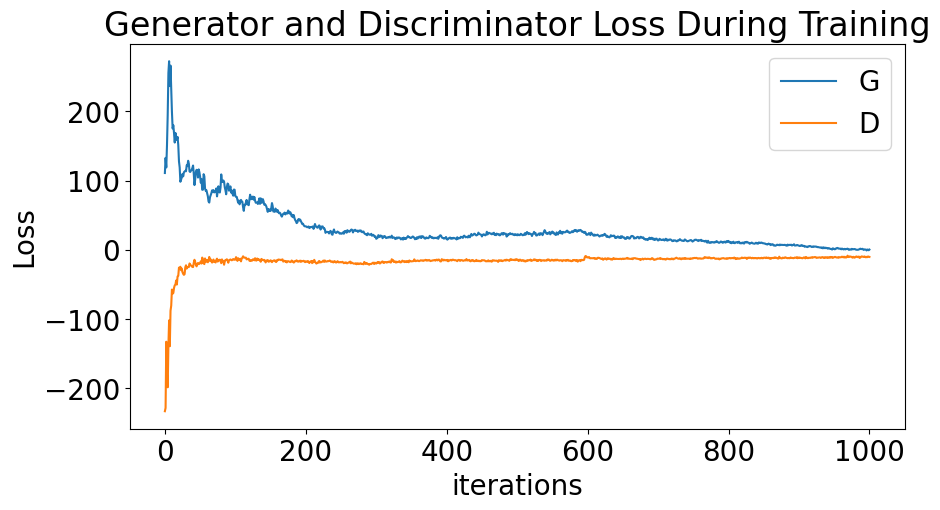 Generator and Discriminator Loss During Training
G
D
200
100
0
−100
−200
Loss
0 200 400 600 800 1000
iterations